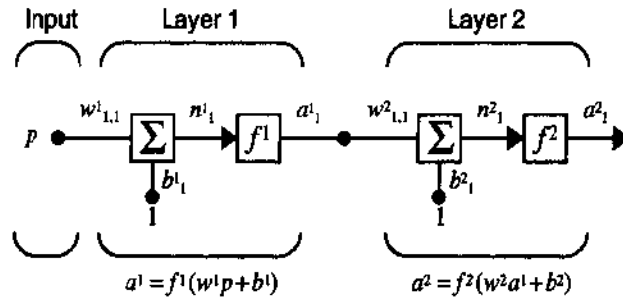 Input Layer 1 Layer 2
w¹₁,₁ n¹₁ a¹₁ w²₁,₁ n²₁ a²₁
p Σ f¹ Σ f²
b¹₁ b²₁
1 1
a¹=f¹(w¹p+b¹) a²=f²(w²a¹+b²)